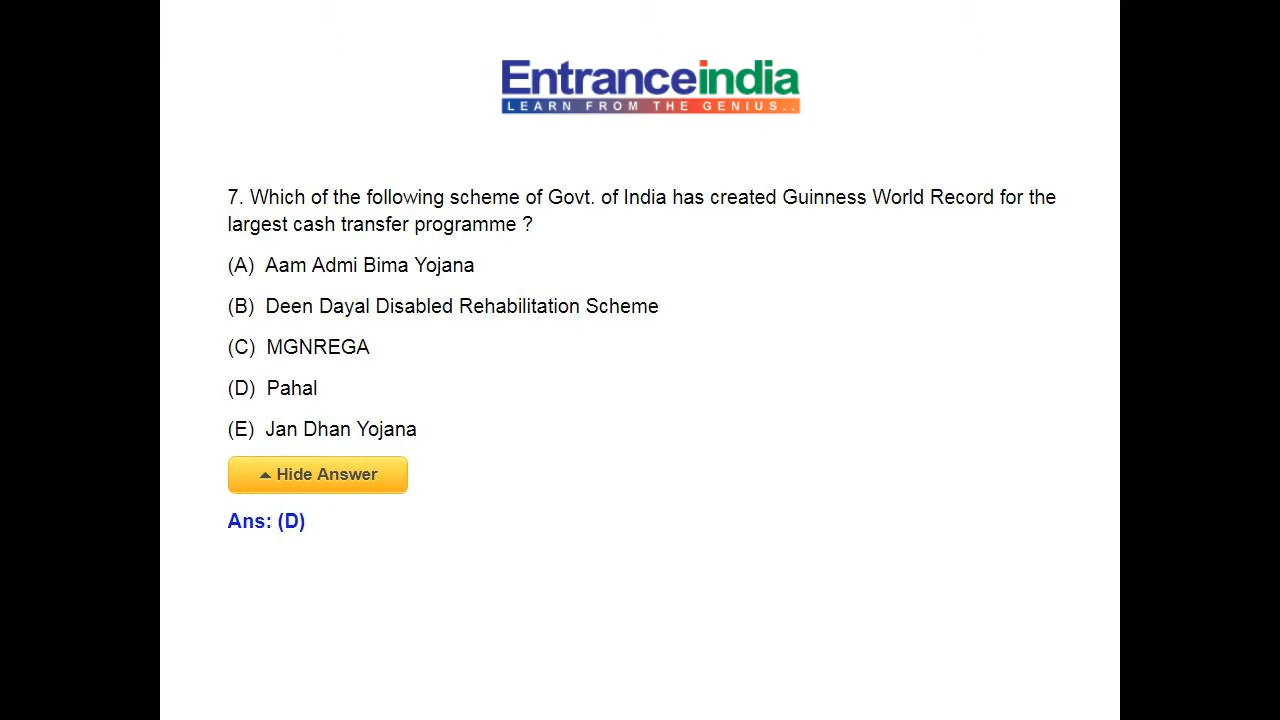 Entranceindia
LEARN FROM THE GENIUS..
7. Which of the following scheme of Govt. of India has created Guinness World Record for the
largest cash transfer programme ?
(A) Aam Admi Bima Yojana
(B) Deen Dayal Disabled Rehabilitation Scheme
(C) MGNREGA
(D) Pahal
(E) Jan Dhan Yojana
Hide Answer
Ans: (D)